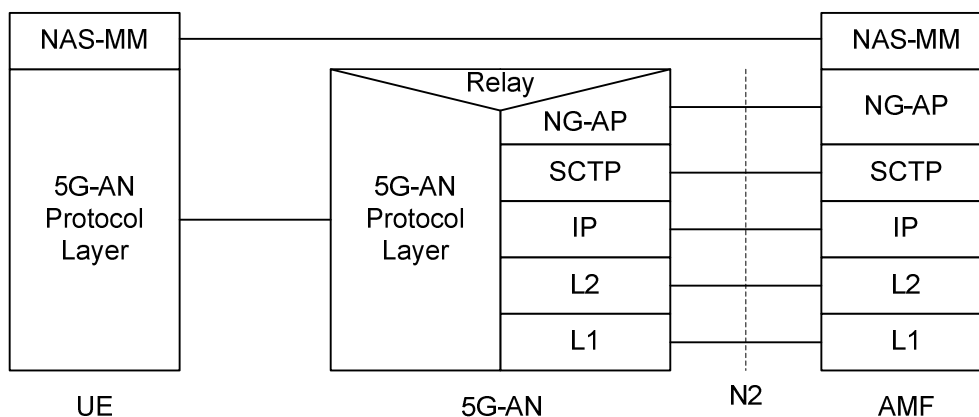 NAS-MM
NAS-MM
Relay
NG-AP
NG-AP
SCTP
SCTP
5G-AN
Protocol
Layer
5G-AN
Protocol
Layer
IP
IP
L2
L2
L1
L1
UE
5G-AN
N2
AMF